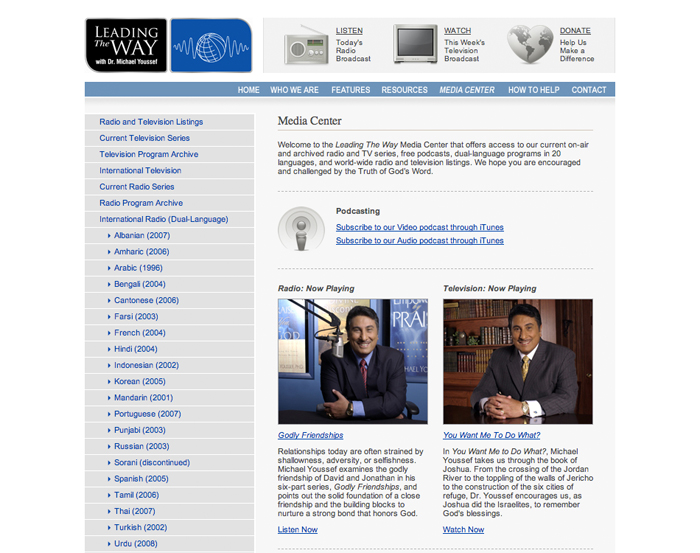 LEADING
The WAY
with Dr. Michael Youssef
LISTEN
Today's
Radio
Broadcast
WATCH
This Week's
Television
Broadcast
DONATE
Help Us
Make a
Difference
HOME WHO WE ARE FEATURES RESOURCES MEDIA CENTER HOW TO HELP CONTACT
Radio and Television Listings
Current Television Series
Television Program Archive
International Television
Current Radio Series
Radio Program Archive
International Radio (Dual-Language)
Albanian (2007)
Amharic (2006)
Arabic (1996)
Bengali (2004)
Cantonese (2006)
Farsi (2003)
French (2004)
Hindi (2004)
Indonesian (2002)
Korean (2005)
Mandarin (2001)
Portuguese (2007)
Punjabi (2003)
Russian (2003)
Sorani (discontinued)
Spanish (2005)
Tamil (2006)
Thai (2007)
Turkish (2002)
Urdu (2008)
Media Center
Welcome to the Leading The Way Media Center that offers access to our current on-air
and archived radio and TV series, free podcasts, dual-language programs in 20
languages, and world-wide radio and television listings. We hope you are encouraged
and challenged by the Truth of God's Word.
Podcasting
Subscribe to our Video podcast through iTunes
Subscribe to our Audio podcast through iTunes
Radio: Now Playing
PRAIS
Godly Friendships
Relationships today are often strained by
shallowness, adversity, or selfishness.
Michael Youssef examines the godly
friendship of David and Jonathan in his
six-part series, Godly Friendships, and
points out the solid foundation of a close
friendship and the building blocks to
nurture a strong bond that honors God.
Listen Now
Television: Now Playing
You Want Me To Do What?
In You Want Me to Do What?, Michael
Youssef takes us through the book of
Joshua. From the crossing of the Jordan
River to the toppling of the walls of Jericho
to the construction of the six cities of
refuge, Dr. Youssef encourages us, as
Joshua did the Israelites, to remember
God's blessings.
Watch Now